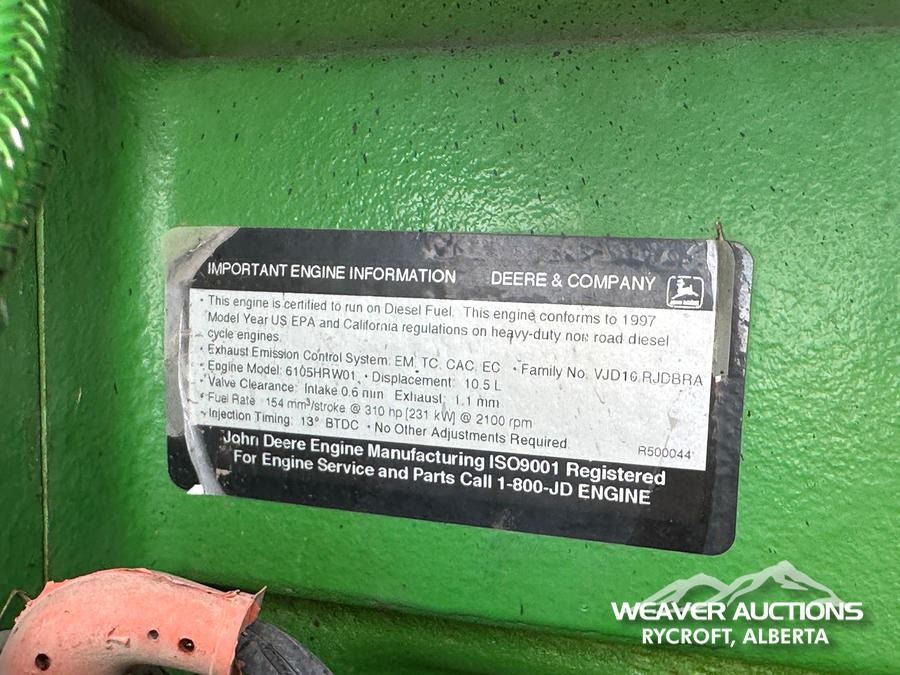 IMPORTANT ENGINE INFORMATION DEERE & COMPANY
JOHN DEERE
• This engine is certified to run on Diesel Fuel. This engine conforms to 1997
Model Year US EPA and California regulations on heavy-duty non road diesel
cycle engines.
• Exhaust Emission Control System: EM, TC, CAC, EC • Family No. VJD10.RJDBRA
• Engine Model: 6105HRW01 • Displacement: 10.5 L
• Valve Clearance: Intake 0.6 mm Exhaust: 1.1 mm
• Fuel Rate 154 mm³/stroke @ 310 hp [231 kW] @ 2100 rpm
• Injection Timing: 13° BTDC • No Other Adjustments Required.
R500044
John Deere Engine Manufacturing ISO9001 Registered
For Engine Service and Parts Call 1-800-JD ENGINE
WEAVER AUCTIONS
RYCROFT, ALBERTA